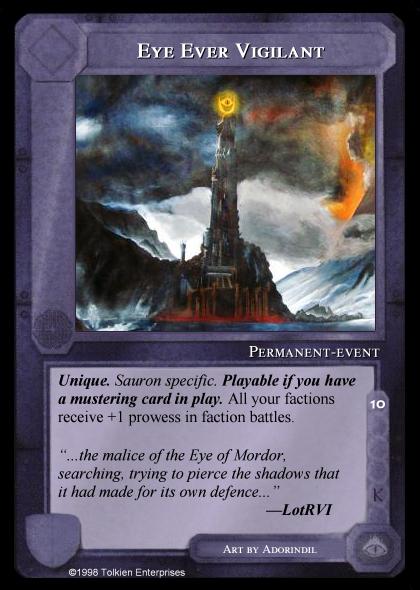 EYE EVER VIGILANT
PERMANENT-EVENT
Unique. Sauron specific. Playable if you have
a mustering card in play. All your factions
receive +1 prowess in faction battles.
10
“...the malice of the Eye of Mordor,
searching, trying to pierce the shadows that
it had made for its own defence...”
—LotRVI
K
ART BY ADORINDIL
©1998 Tolkien Enterprises